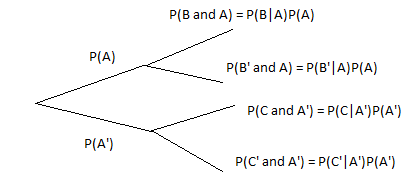 P(B and A) = P(B|A)P(A)
P(A)
P(B' and A) = P(B'|A)P(A)
P(C and A') = P(C|A')P(A')
P(A')
P(C' and A') = P(C'|A')P(A')